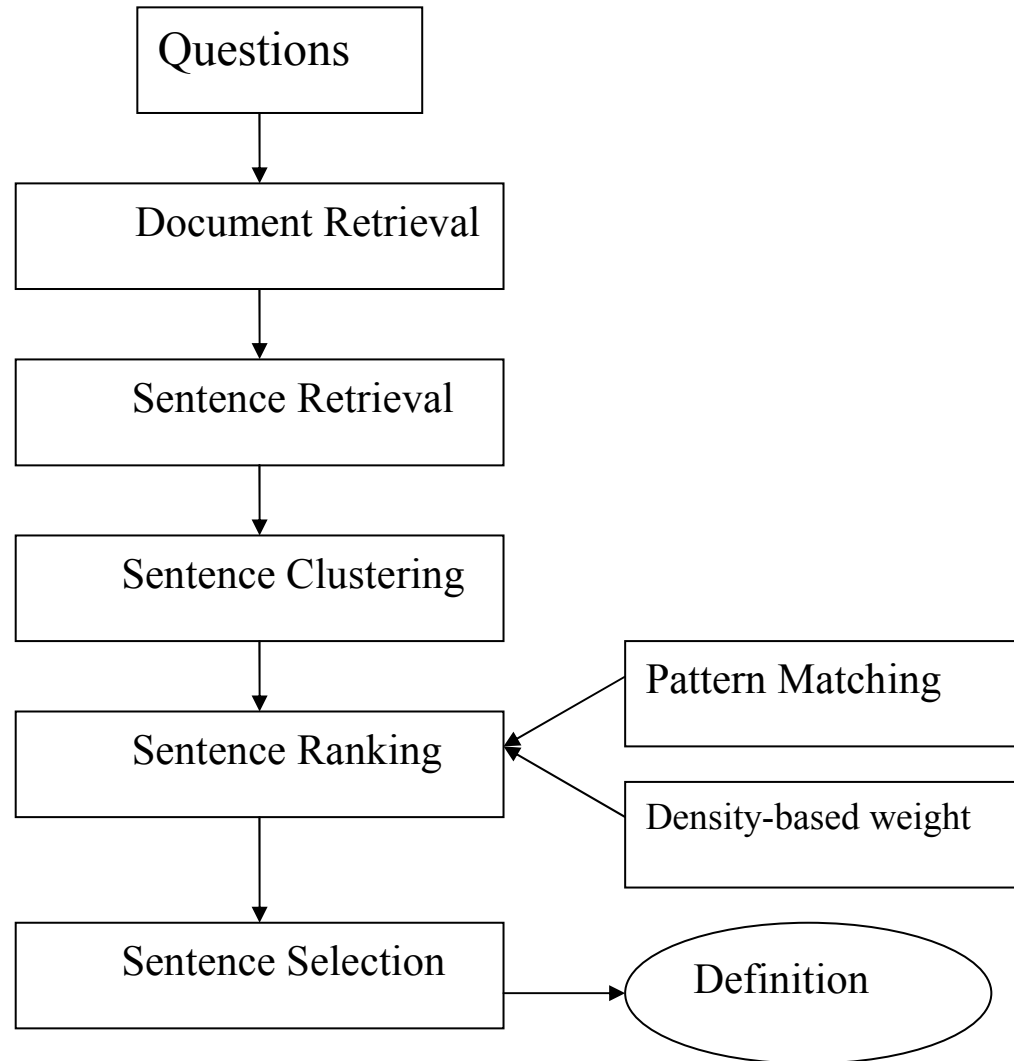 Questions
Document Retrieval
Sentence Retrieval
Sentence Clustering
Pattern Matching
Sentence Ranking
Density-based weight
Sentence Selection
Definition